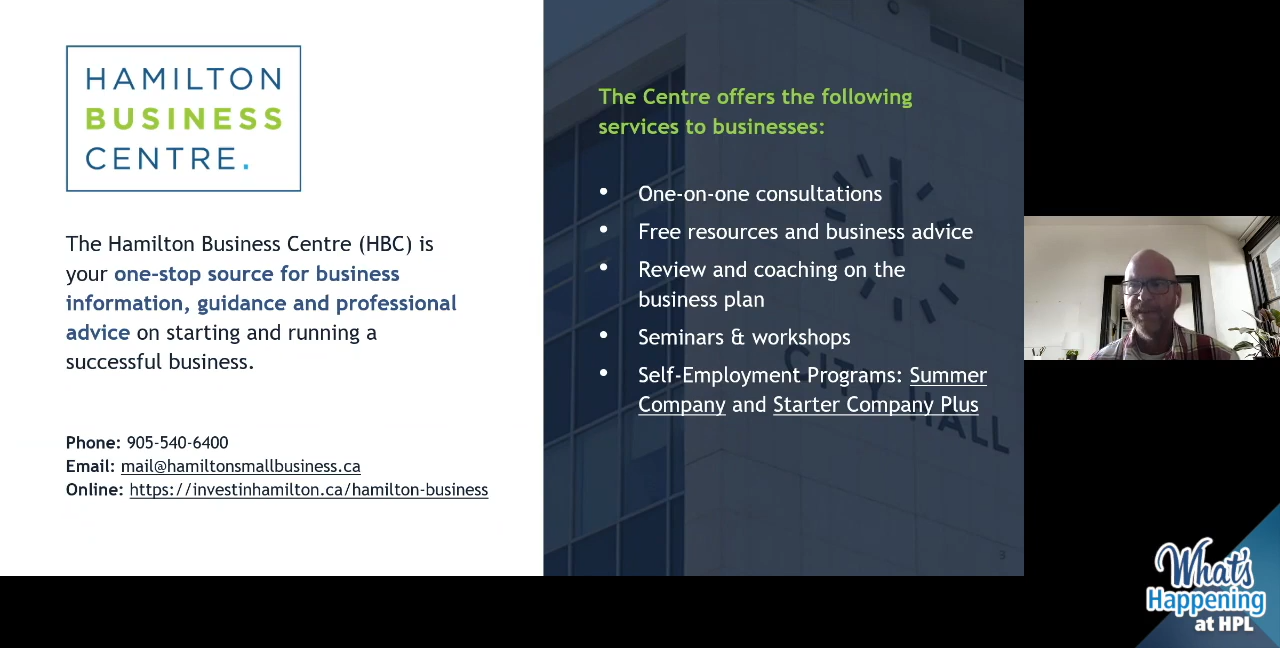 HAMILTON
BUSINESS
CENTRE.
The Hamilton Business Centre (HBC) is
your one-stop source for business
information, guidance and professional
advice on starting and running a
successful business.
Phone: 905-540-6400
Email: mail@hamiltonsmallbusiness.ca
Online: https://investinhamilton.ca/hamilton-business
The Centre offers the following
services to businesses:
• One-on-one consultations
• Free resources and business advice
• Review and coaching on the
business plan
• Seminars & workshops
• Self-Employment Programs: Summer
Company and Starter Company Plus
CITY HALL
3
What's
Happening
at HPL